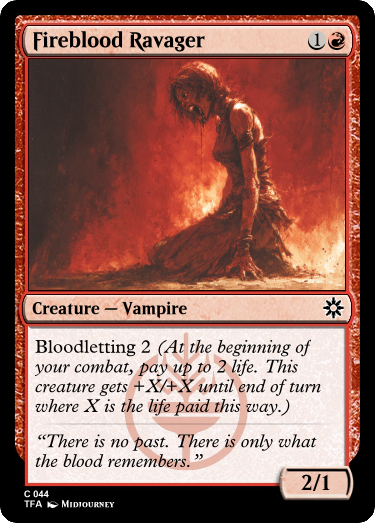 Fireblood Ravager 1
Creature — Vampire
Bloodletting 2 (At the beginning of
your combat, pay up to 2 life. This
creature gets +X/+X until end of turn
where X is the life paid this way.)
“There is no past. There is only what
the blood remembers.”
2/1
C 044
TFA Midjourney